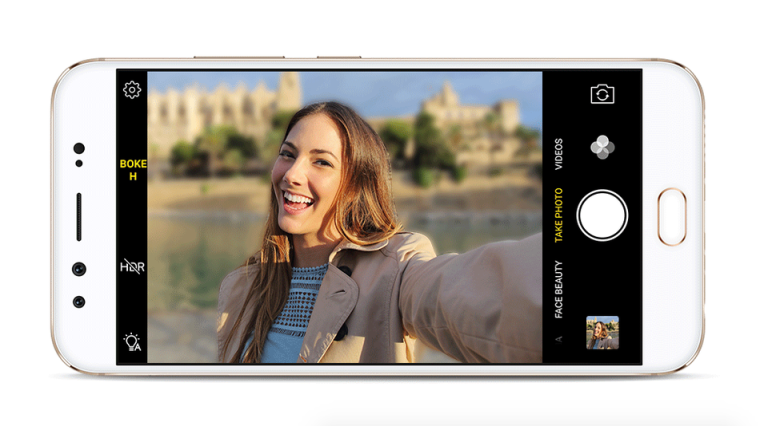 BOKE
H
HDR
A
VIDEOS
TAKE PHOTO
FACE BEAUTY
A